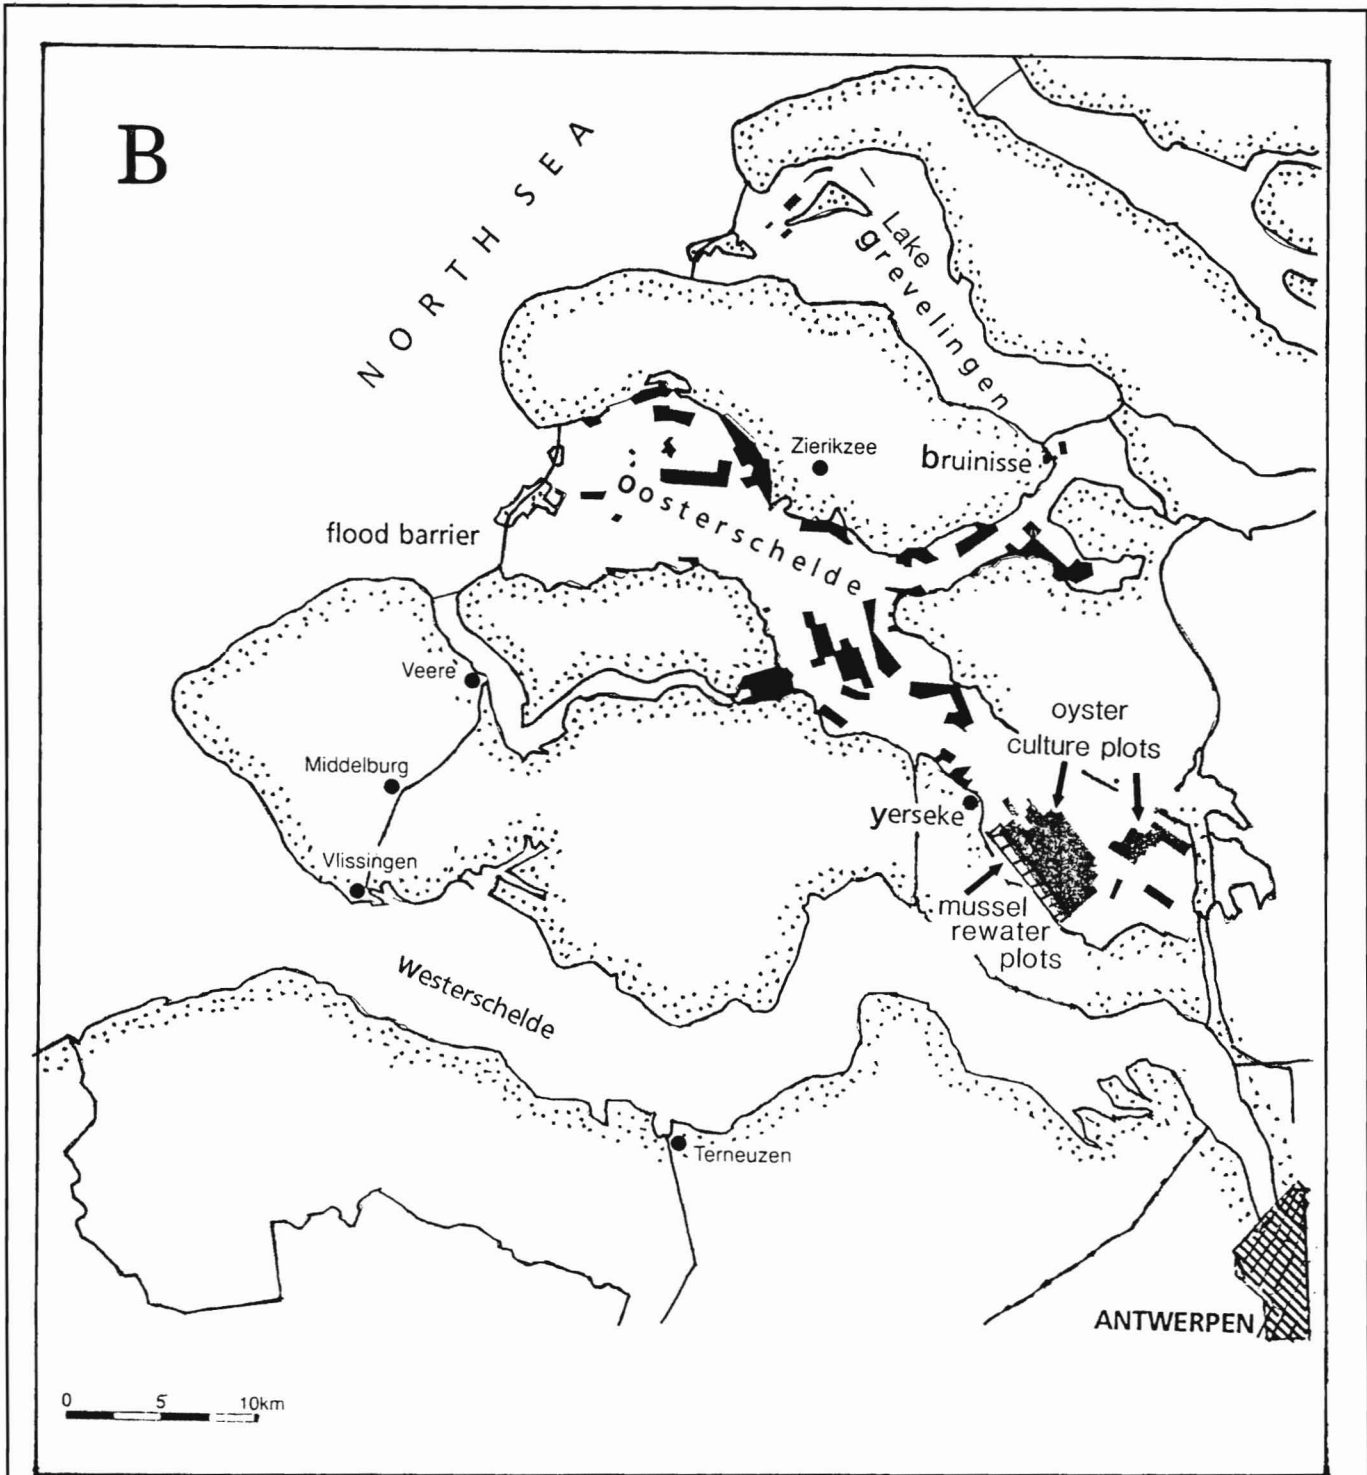 B
NORTH SEA
Lake
grevelingen
Zierikzee
bruinisse
oosterschelde
flood barrier
Veere
oyster
culture plots
Middelburg
yerseke
Vlissingen
mussel
rewater
plots
Westerschelde
Terneuzen
ANTWERPEN
0 5 10km